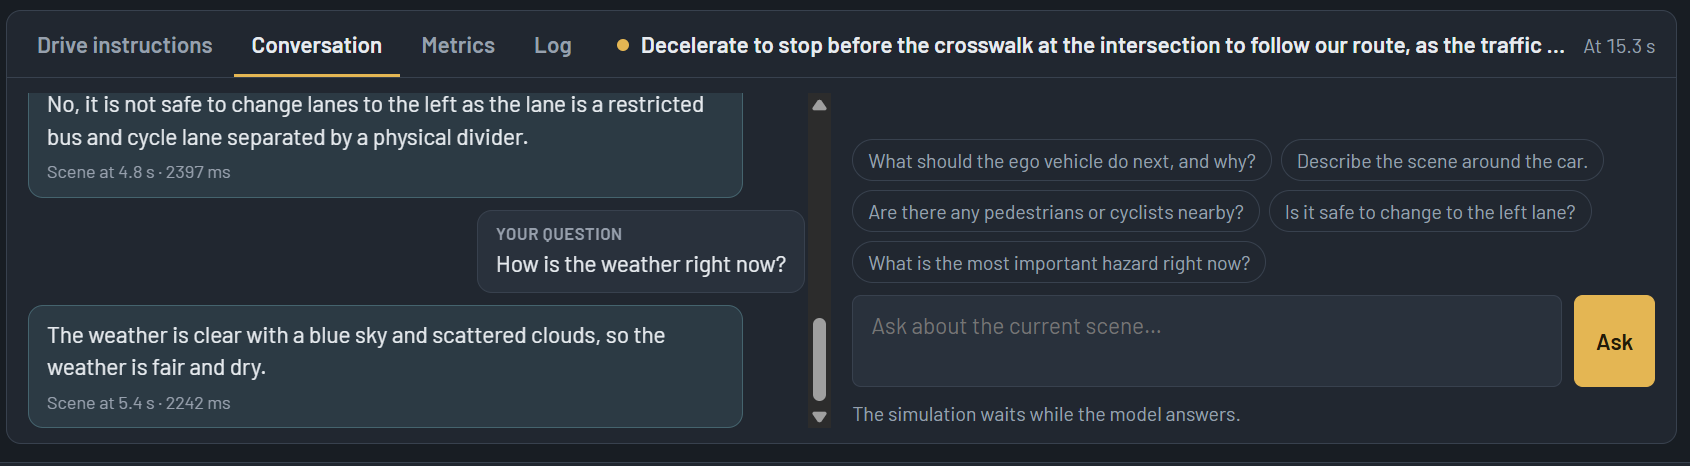 Drive instructions
Conversation
Metrics
Log
Decelerate to stop before the crosswalk at the intersection to follow our route, as the traffic ...
At 15.3 s
No, it is not safe to change lanes to the left as the lane is a restricted
bus and cycle lane separated by a physical divider.
Scene at 4.8 s · 2397 ms
YOUR QUESTION
How is the weather right now?
The weather is clear with a blue sky and scattered clouds, so the
weather is fair and dry.
Scene at 5.4 s · 2242 ms
What should the ego vehicle do next, and why?
Describe the scene around the car.
Are there any pedestrians or cyclists nearby?
Is it safe to change to the left lane?
What is the most important hazard right now?
Ask about the current scene...
Ask
The simulation waits while the model answers.